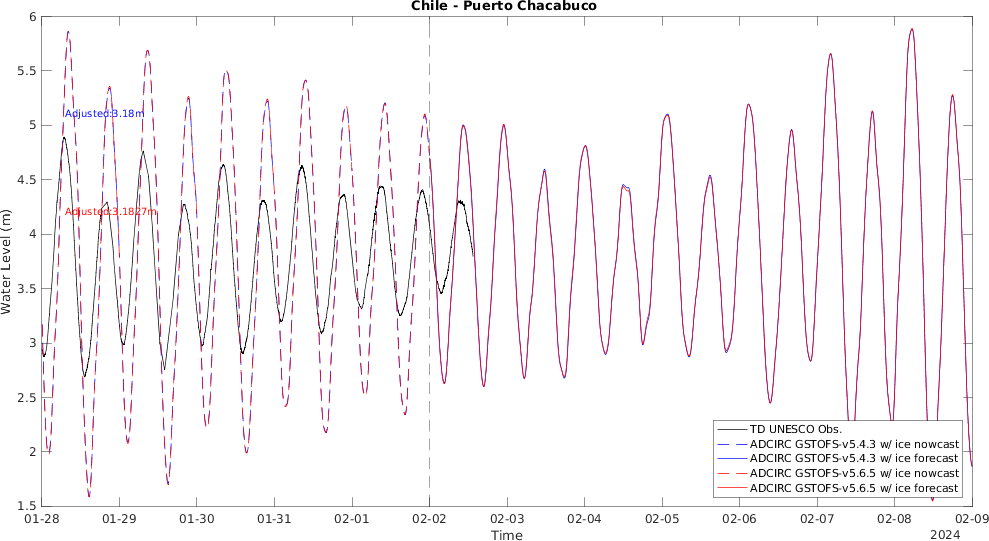 Chile - Puerto Chacabuco
Water Level (m)
6
5.5
5
4.5
4
3.5
3
2.5
2
1.5
Adjusted:3.18m
Adjusted:3.1827m
TD UNESCO Obs.
ADCIRC GSTOFS-v5.4.3 w/ ice nowcast
ADCIRC GSTOFS-v5.4.3 w/ ice forecast
ADCIRC GSTOFS-v5.6.5 w/ ice nowcast
ADCIRC GSTOFS-v5.6.5 w/ ice forecast
01-28 01-29 01-30 01-31 02-01 02-02 02-03 02-04 02-05 02-06 02-07 02-08 02-09
Time
2024